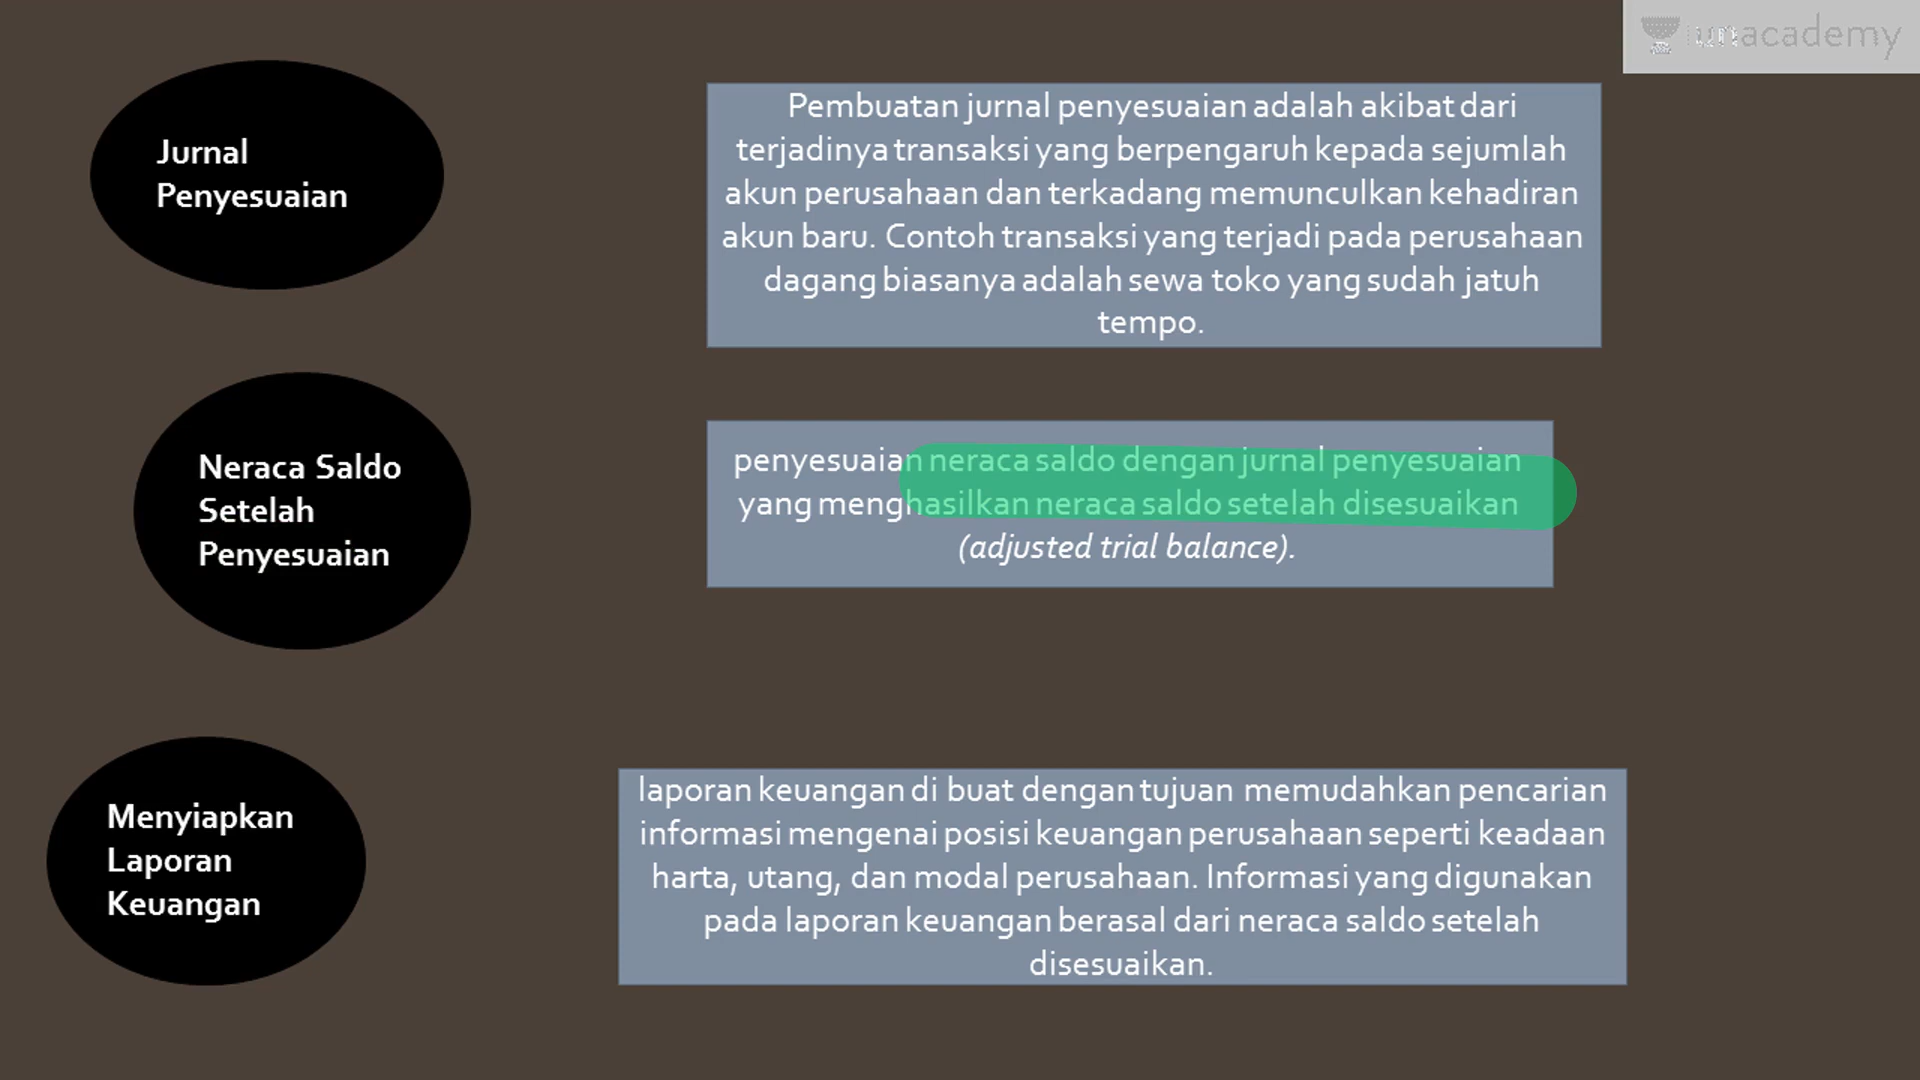 unacademy
Jurnal
Penyesuaian
Pembuatan jurnal penyesuaian adalah akibat dari
terjadinya transaksi yang berpengaruh kepada sejumlah
akun perusahaan dan terkadang memunculkan kehadiran
akun baru. Contoh transaksi yang terjadi pada perusahaan
dagang biasanya adalah sewa toko yang sudah jatuh
tempo.
Neraca Saldo
Setelah
Penyesuaian
penyesuaian neraca saldo dengan jurnal penyesuaian
yang menghasilkan neraca saldo setelah disesuaikan
(adjusted trial balance).
Menyiapkan
Laporan
Keuangan
laporan keuangan di buat dengan tujuan memudahkan pencarian
informasi mengenai posisi keuangan perusahaan seperti keadaan
harta, utang, dan modal perusahaan. Informasi yang digunakan
pada laporan keuangan berasal dari neraca saldo setelah
disesuaikan.